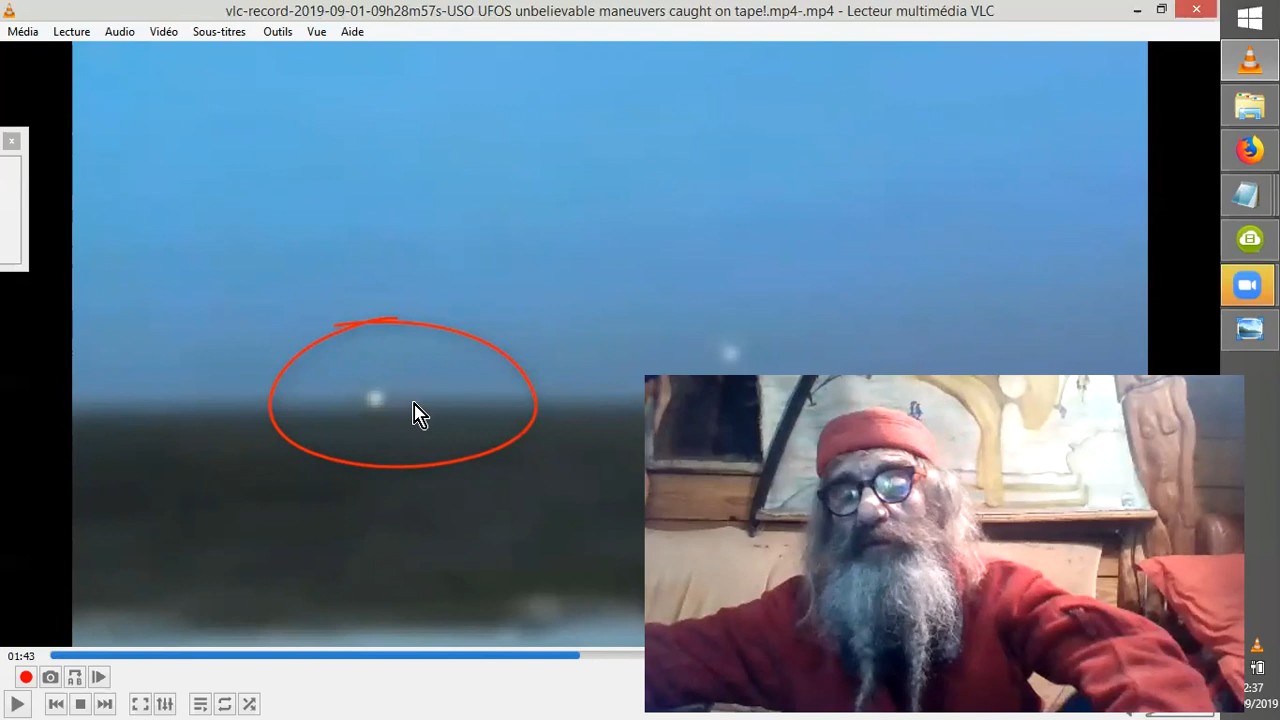 vlc-record-2019-09-01-09h28m57s-USO UFOS unbelievable maneuvers caught on tape!.mp4-.mp4 - Lecteur multimédia VLC
Média Lecture Audio Vidéo Sous-titres Outils Vue Aide
01:43
A B
2:37
09/2019